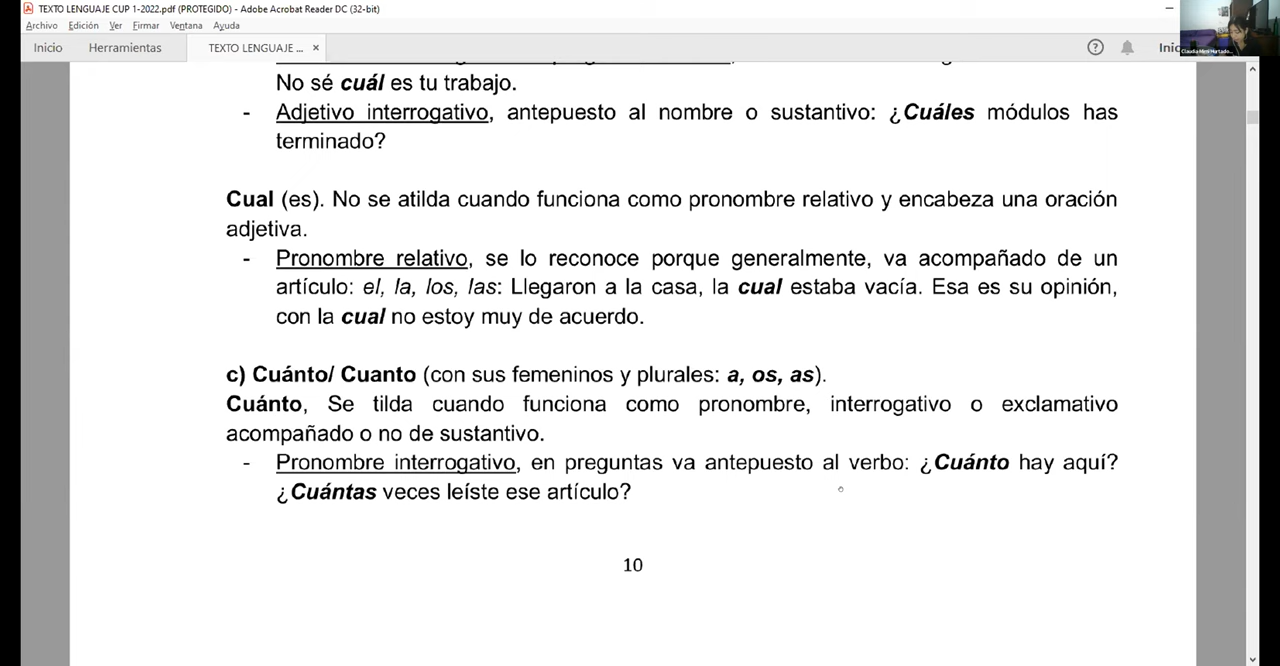 TEXTO LENGUAJE CUP 1-2022.pdf (PROTEGIDO) - Adobe Acrobat Reader DC (32-bit)
Archivo Edición Ver Firmar Ventana Ayuda
Inicio Herramientas TEXTO LENGUAJE ... × ? Inic
No sé cuál es tu trabajo.
- Adjetivo interrogativo, antepuesto al nombre o sustantivo: ¿Cuáles módulos has
terminado?
Cual (es). No se atilda cuando funciona como pronombre relativo y encabeza una oración
adjetiva.
- Pronombre relativo, se lo reconoce porque generalmente, va acompañado de un
artículo: el, la, los, las: Llegaron a la casa, la cual estaba vacía. Esa es su opinión,
con la cual no estoy muy de acuerdo.
c) Cuánto/ Cuanto (con sus femeninos y plurales: a, os, as).
Cuánto, Se tilda cuando funciona como pronombre, interrogativo o exclamativo
acompañado o no de sustantivo.
- Pronombre interrogativo, en preguntas va antepuesto al verbo: ¿Cuánto hay aquí?
¿Cuántas veces leíste ese artículo?
10